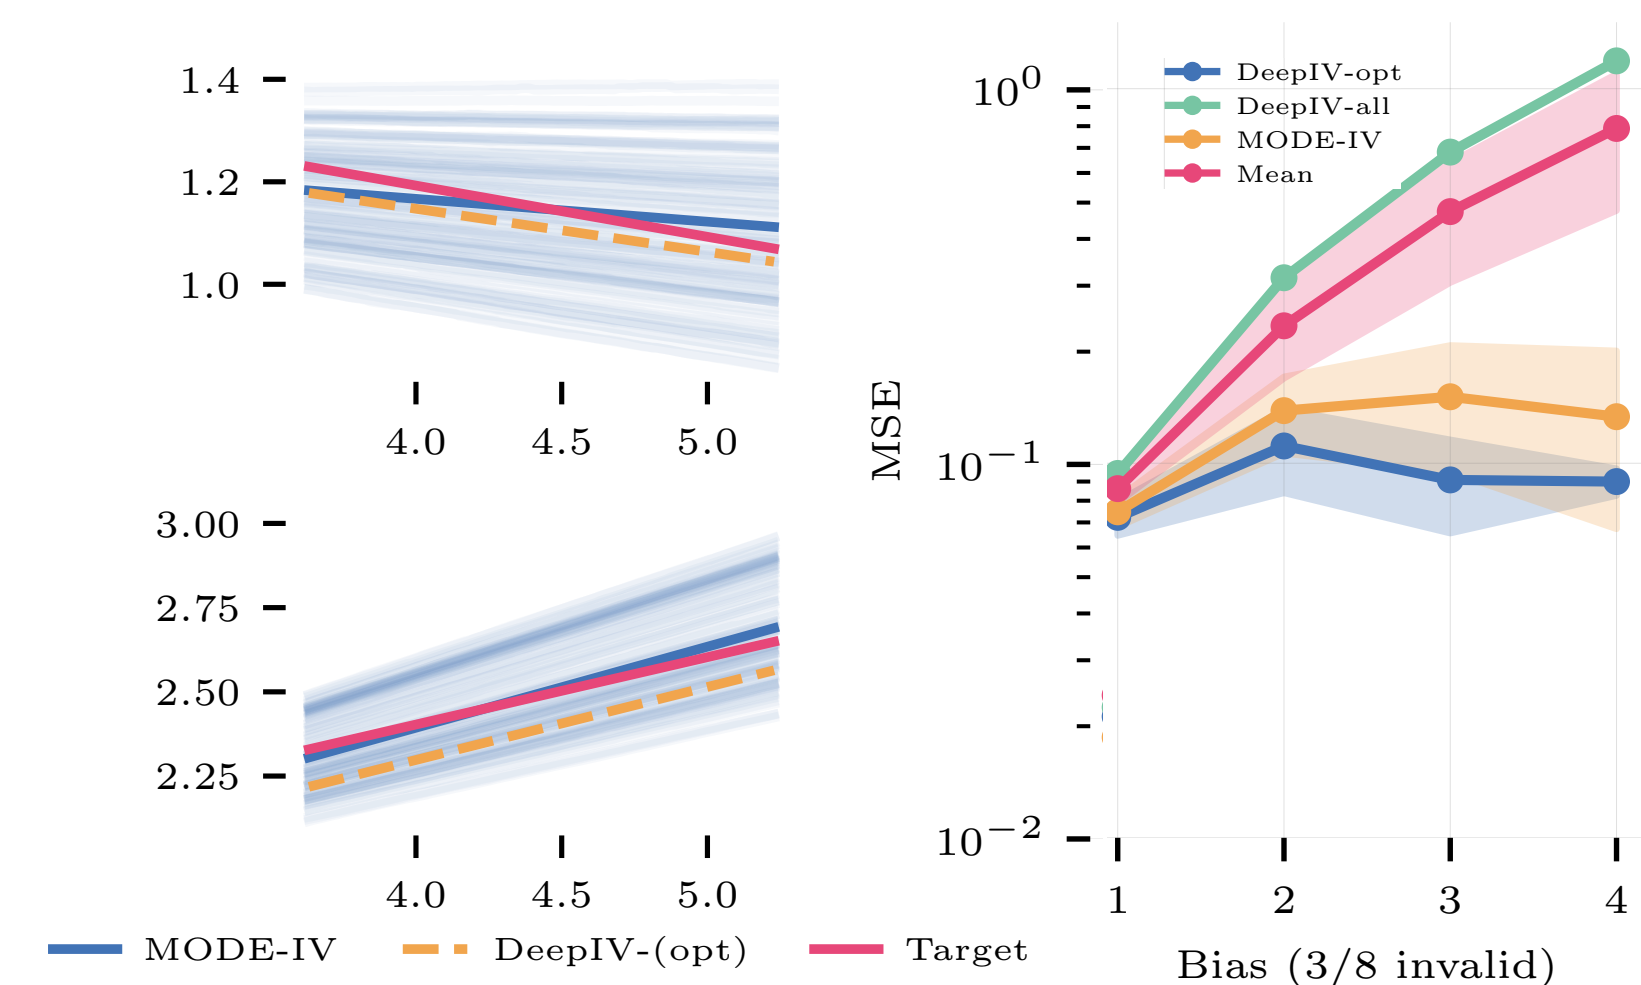 1.4
1.2
1.0
4.0 4.5 5.0
3.00
2.75
2.50
2.25
4.0 4.5 5.0
MODE-IV DeepIV-(opt) Target
MSE
10⁰
10⁻¹
10⁻²
DeepIV-opt
DeepIV-all
MODE-IV
Mean
1 2 3 4
Bias (3/8 invalid)